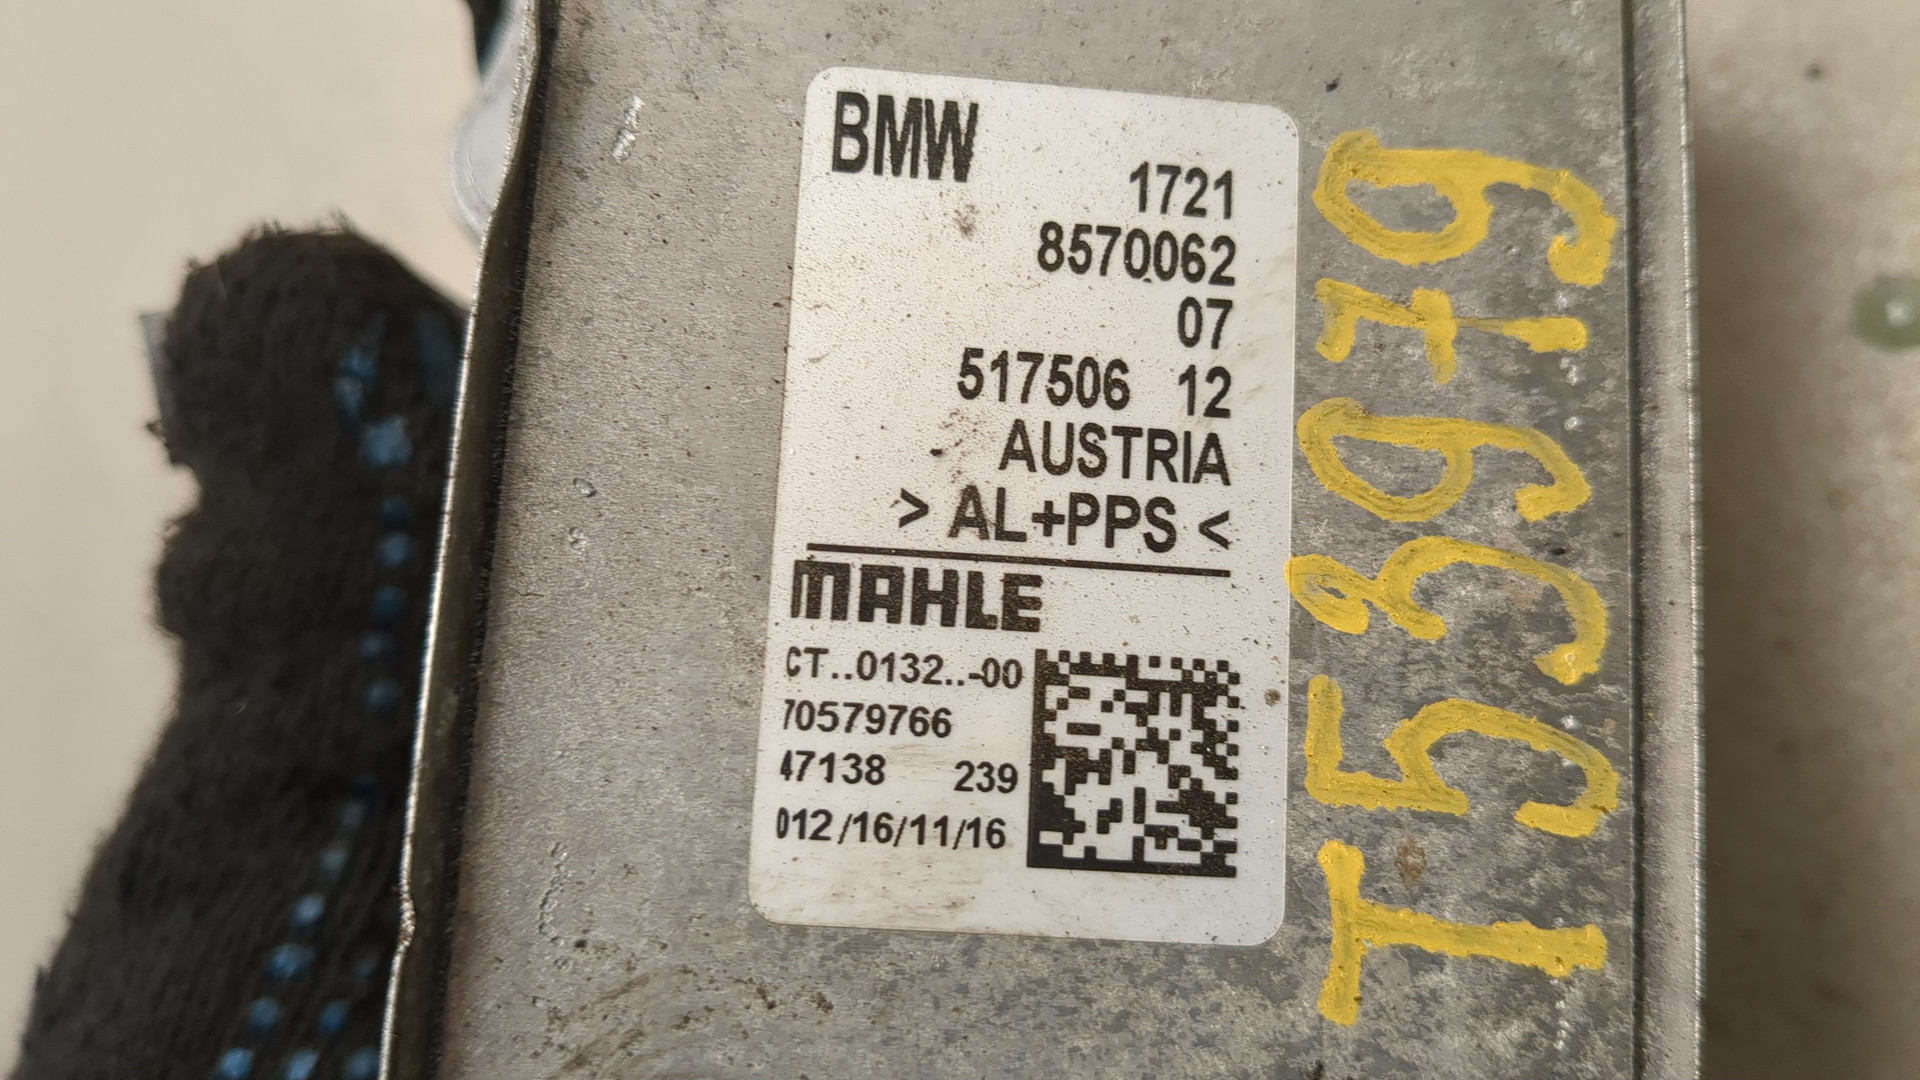 BMW
1721
8570062
07
517506 12
AUSTRIA
> AL+PPS <
MAHLE
CT..0132..-00
70579766
47138 239
012 /16/11/16
T53979